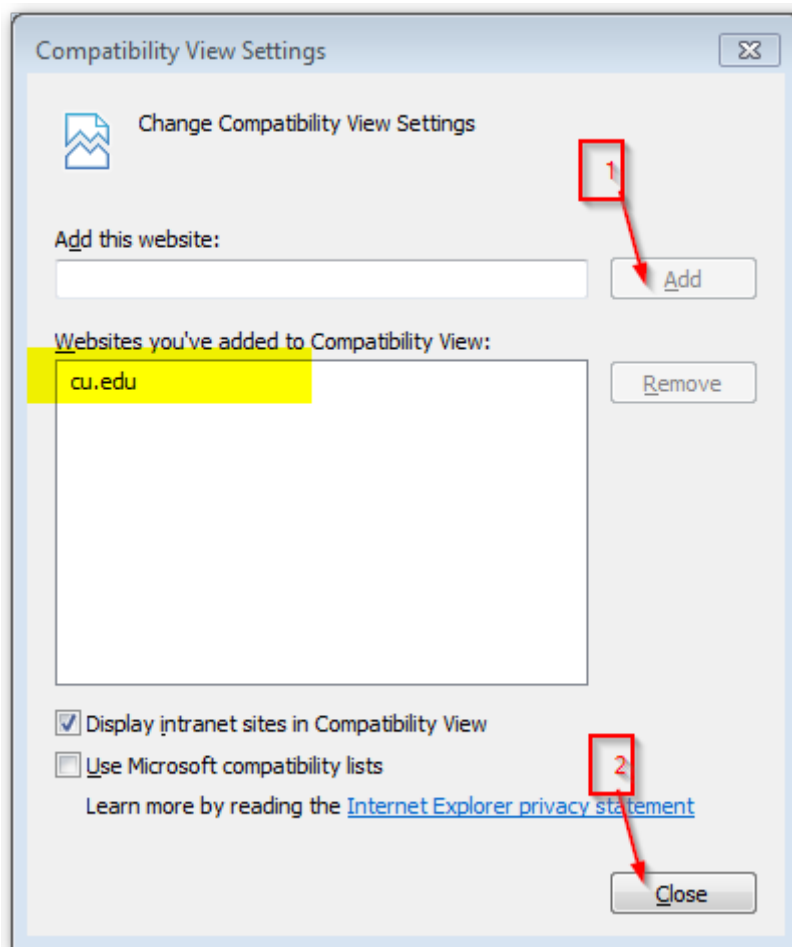 Compatibility View Settings
Change Compatibility View Settings
1
Add this website:
Add
Websites you've added to Compatibility View:
cu.edu
Remove
Display intranet sites in Compatibility View
Use Microsoft compatibility lists
2
Learn more by reading the Internet Explorer privacy statement
Close